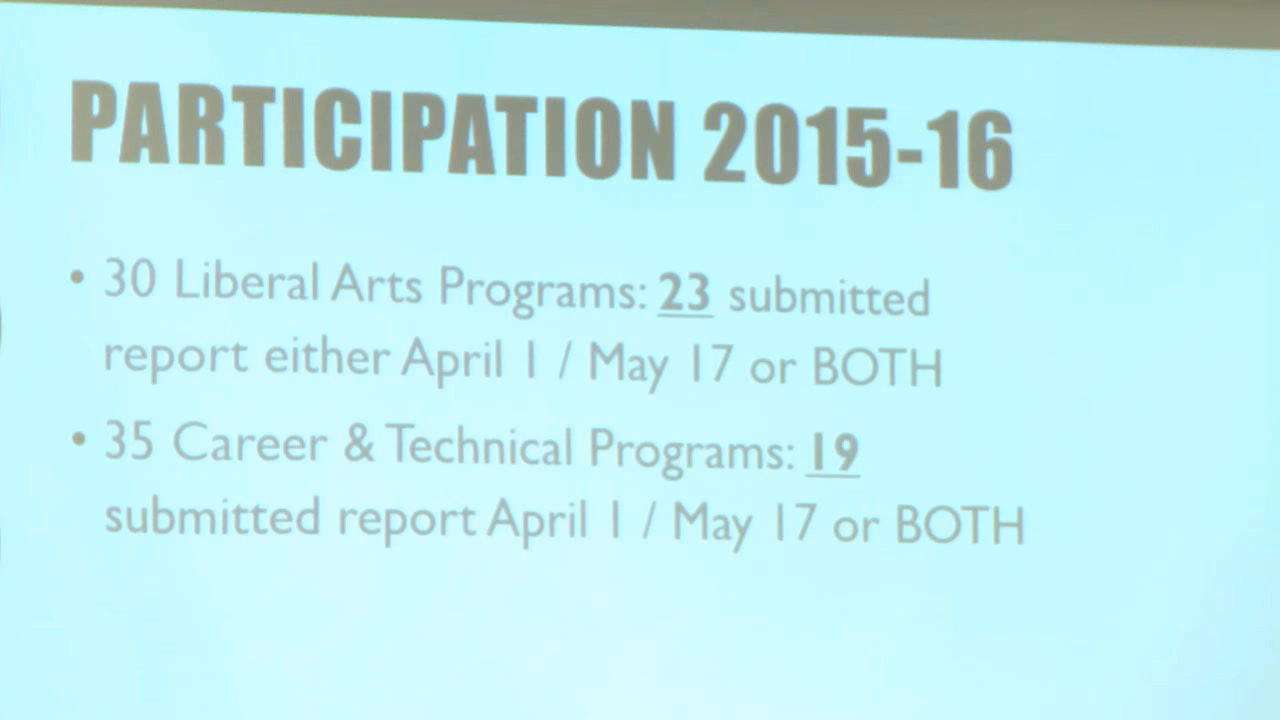 PARTICIPATION 2015-16
• 30 Liberal Arts Programs: 23 submitted
report either April 1 / May 17 or BOTH
• 35 Career & Technical Programs: 19
submitted report April 1 / May 17 or BOTH